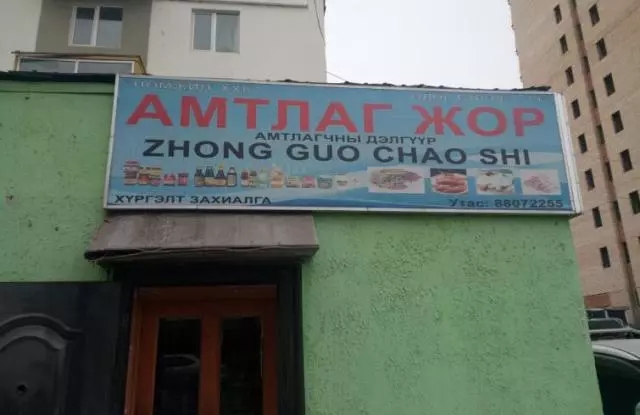 АМТЛАГ ЖОР
АМТЛАГЧНЫ ДЭЛГҮҮР
ZHONG GUO CHAO SHI
ХҮРГЭЛТ ЗАХИАЛГА
Утас: 88072255